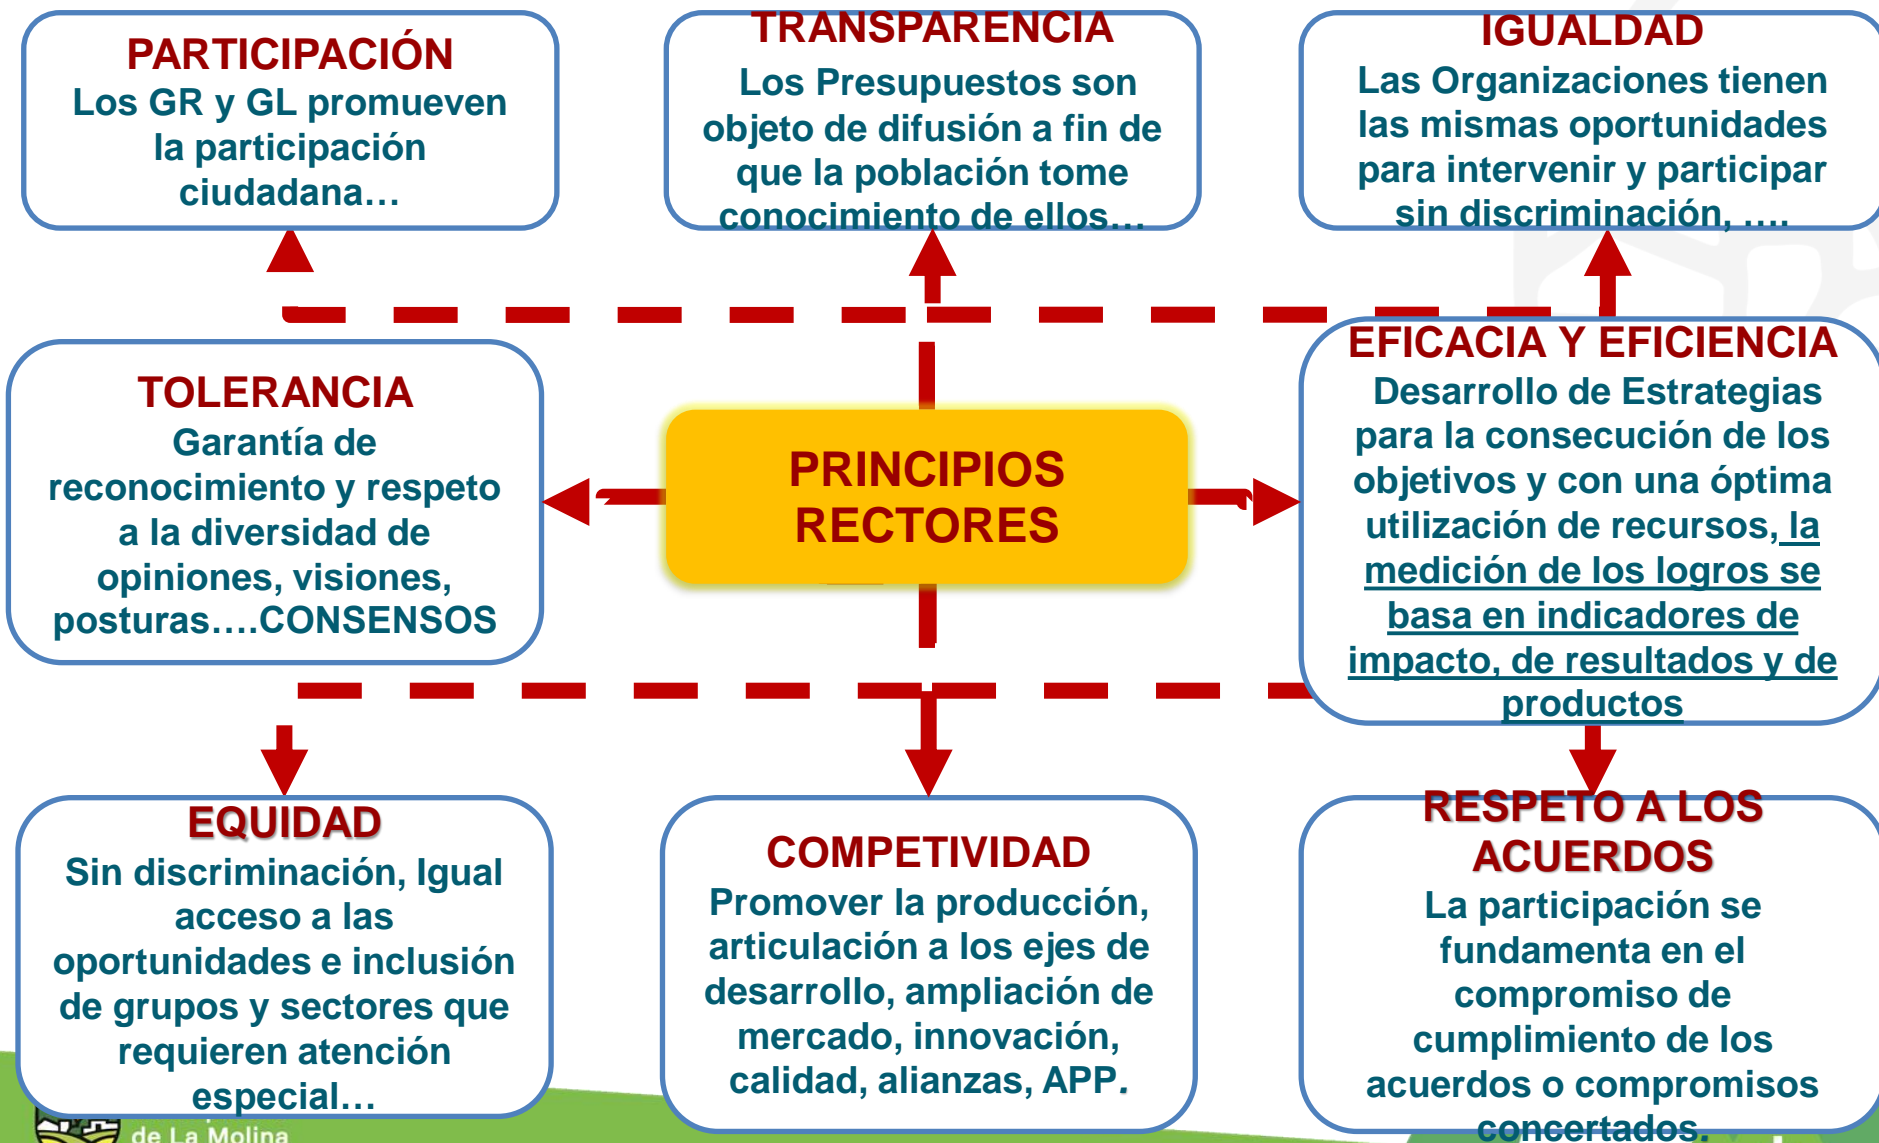 PARTICIPACIÓN
Los GR y GL promueven
la participación
ciudadana…
TRANSPARENCIA
Los Presupuestos son
objeto de difusión a fin de
que la población tome
conocimiento de ellos…
IGUALDAD
Las Organizaciones tienen
las mismas oportunidades
para intervenir y participar
sin discriminación, ….
TOLERANCIA
Garantía de
reconocimiento y respeto
a la diversidad de
opiniones, visiones,
posturas….CONSENSOS
PRINCIPIOS
RECTORES
EFICACIA Y EFICIENCIA
Desarrollo de Estrategias
para la consecución de los
objetivos y con una óptima
utilización de recursos, la
medición de los logros se
basa en indicadores de
impacto, de resultados y de
productos
EQUIDAD
Sin discriminación, Igual
acceso a las
oportunidades e inclusión
de grupos y sectores que
requieren atención
especial…
COMPETIVIDAD
Promover la producción,
articulación a los ejes de
desarrollo, ampliación de
mercado, innovación,
calidad, alianzas, APP.
RESPETO A LOS
ACUERDOS
La participación se
fundamenta en el
compromiso de
cumplimiento de los
acuerdos o compromisos
concertados.
de La Molina